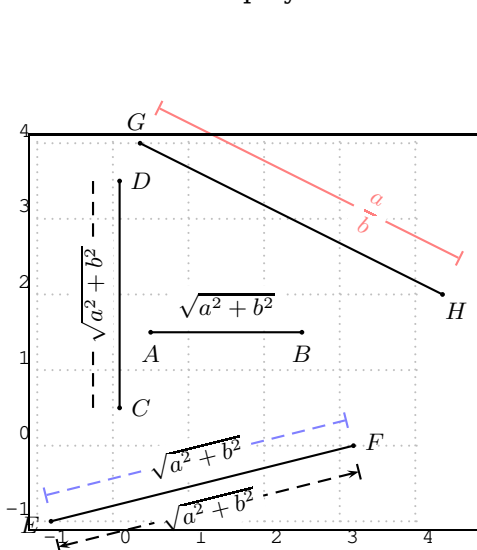 G
a/b
4
D
3
√a² + b²
2
H
√a² + b²
A
B
1
C
0
F
√a² + b²
√a² + b²
-1
E
-1
0
1
2
3
4